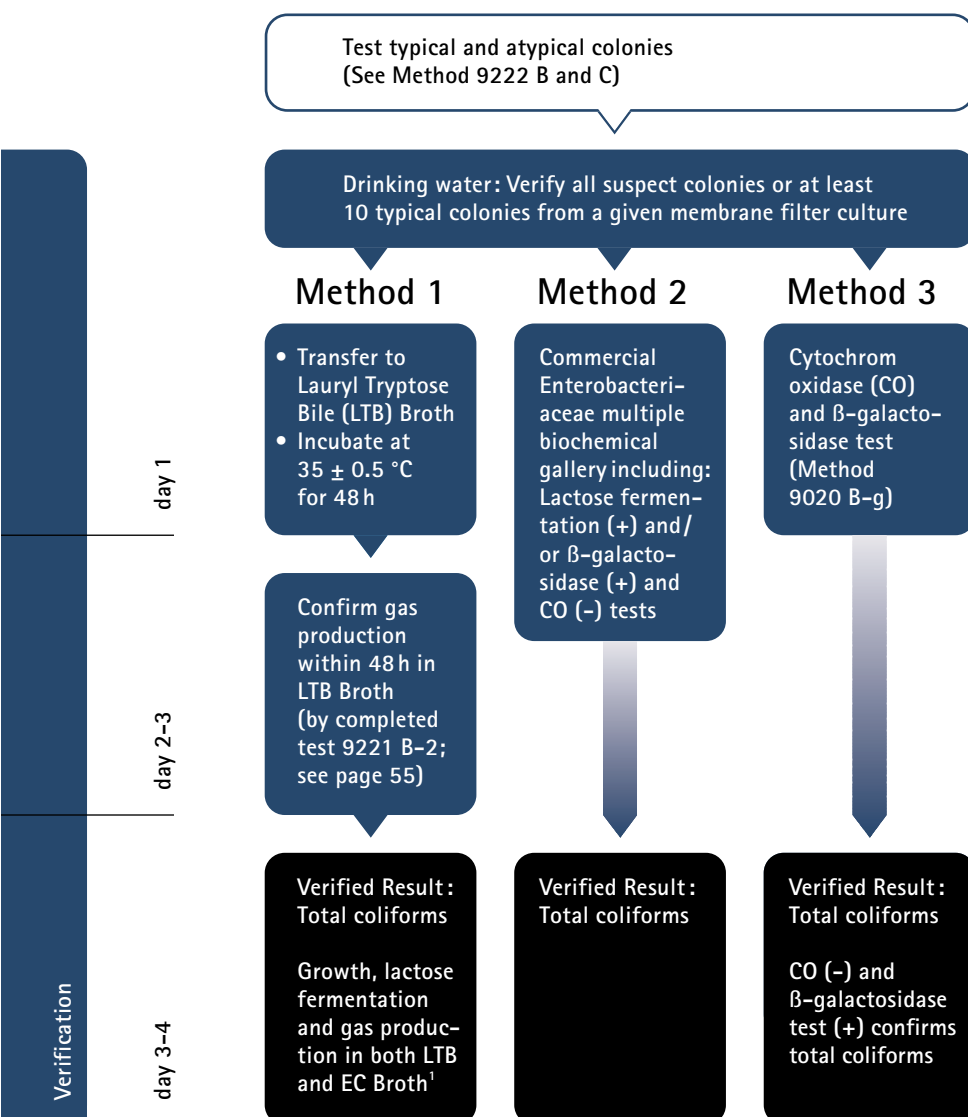 Test typical and atypical colonies
(See Method 9222 B and C)
Drinking water: Verify all suspect colonies or at least
10 typical colonies from a given membrane filter culture
Method 1
• Transfer to
Lauryl Tryptose
Bile (LTB) Broth
• Incubate at
35 ± 0.5 °C
for 48 h
Confirm gas
production
within 48 h in
LTB Broth
(by completed
test 9221 B-2;
see page 55)
Verified Result:
Total coliforms
Growth, lactose
fermentation
and gas produc-
tion in both LTB
and EC Broth¹
Method 2
Commercial
Enterobacteri-
aceae multiple
biochemical
gallery including:
Lactose fermen-
tation (+) and/
or ß-galacto-
sidase (+) and
CO (-) tests
Verified Result:
Total coliforms
Method 3
Cytochrom
oxidase (CO)
and ß-galacto-
sidase test
(Method
9020 B-g)
Verified Result:
Total coliforms
CO (-) and
ß-galactosidase
test (+) confirms
total coliforms
day 1
day 2-3
day 3-4
Verification